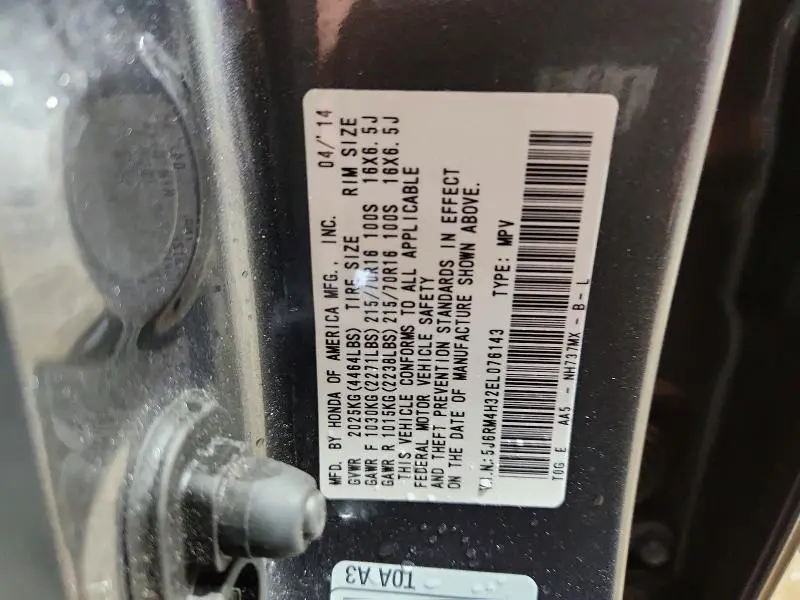 MFD. BY HONDA OF AMERICA MFG., INC. 04/'14
GVWR 2025KG(4464LBS) TIRE SIZE RIM SIZE
GAWR F 1030KG(2271LBS) 215/70R16 100S 16X6.5J
GAWR R 1015KG(2238LBS) 215/70R16 100S 16X6.5J
THIS VEHICLE CONFORMS TO ALL APPLICABLE
FEDERAL MOTOR VEHICLE SAFETY
AND THEFT PREVENTION STANDARDS IN EFFECT
ON THE DATE OF MANUFACTURE SHOWN ABOVE.
V.I.N.:5J6RM4H32EL076143 TYPE: MPV
T0G E AA5- NH737MX - B-L
T0A A3